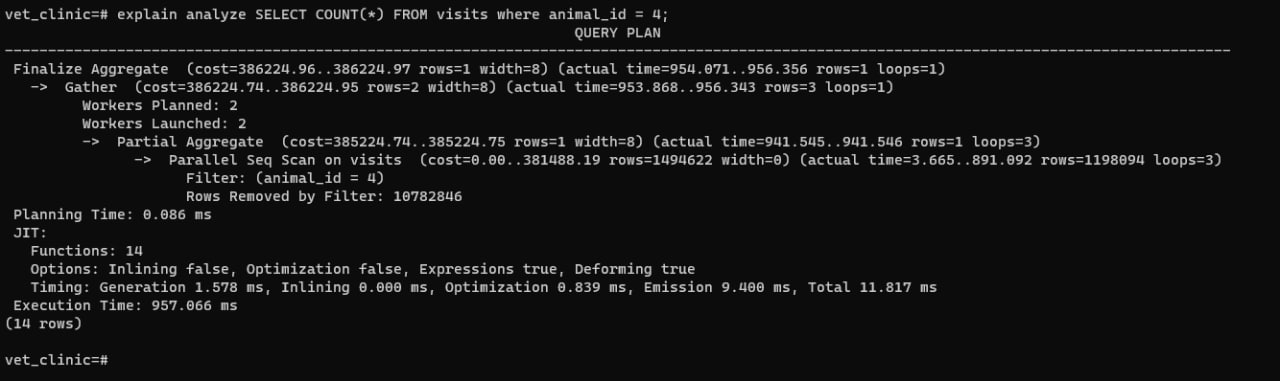 vet_clinic=# explain analyze SELECT COUNT(*) FROM visits where animal_id = 4;
QUERY PLAN
--------------------------------------------------------------------------------------------------------------------------------------------
Finalize Aggregate  (cost=386224.96..386224.97 rows=1 width=8) (actual time=954.071..956.356 rows=1 loops=1)
->  Gather  (cost=386224.74..386224.95 rows=2 width=8) (actual time=953.868..956.343 rows=3 loops=1)
Workers Planned: 2
Workers Launched: 2
->  Partial Aggregate  (cost=385224.74..385224.75 rows=1 width=8) (actual time=941.545..941.546 rows=1 loops=3)
->  Parallel Seq Scan on visits  (cost=0.00..381488.19 rows=1494622 width=0) (actual time=3.665..891.092 rows=1198094 loops=3)
Filter: (animal_id = 4)
Rows Removed by Filter: 10782846
Planning Time: 0.086 ms
JIT:
Functions: 14
Options: Inlining false, Optimization false, Expressions true, Deforming true
Timing: Generation 1.578 ms, Inlining 0.000 ms, Optimization 0.839 ms, Emission 9.400 ms, Total 11.817 ms
Execution Time: 957.066 ms
(14 rows)
vet_clinic=#